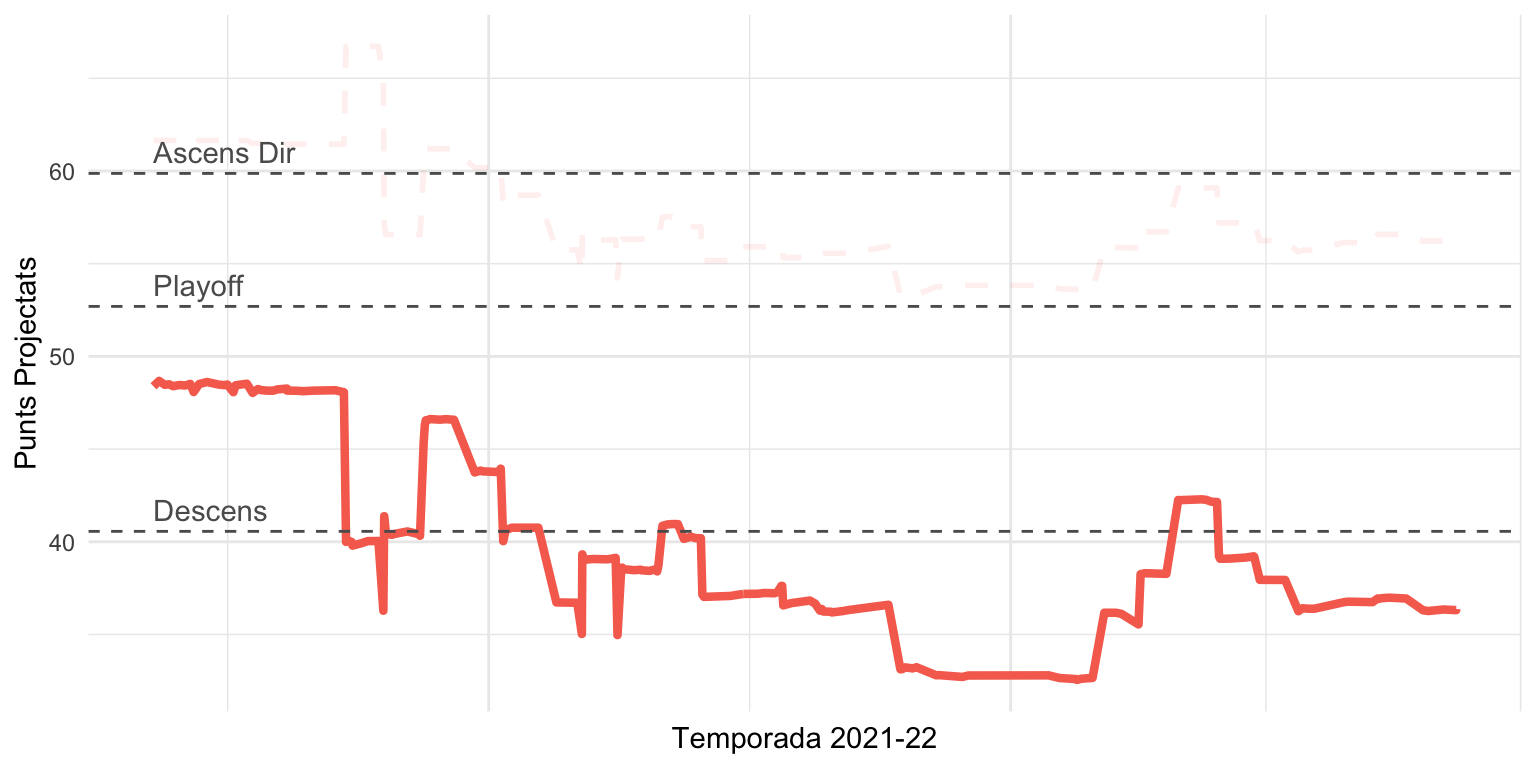 Ascens Dir
60
Playoff
50
Descens
40
Punts Projectats
Temporada 2021-22